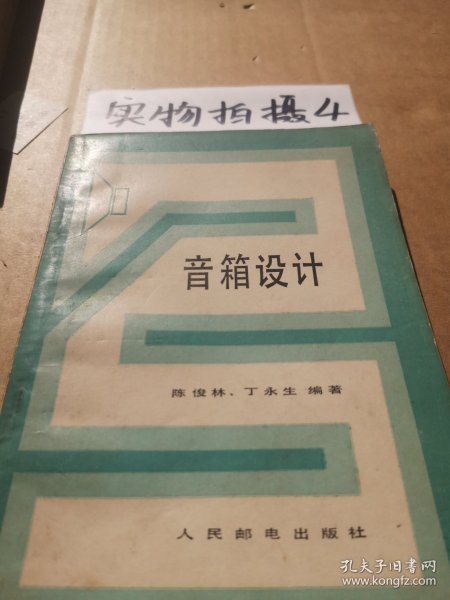 实物拍摄4
音箱设计
陈俊林、丁永生 编著
人民邮电出版社
孔夫子旧书网
www.kongfz.com